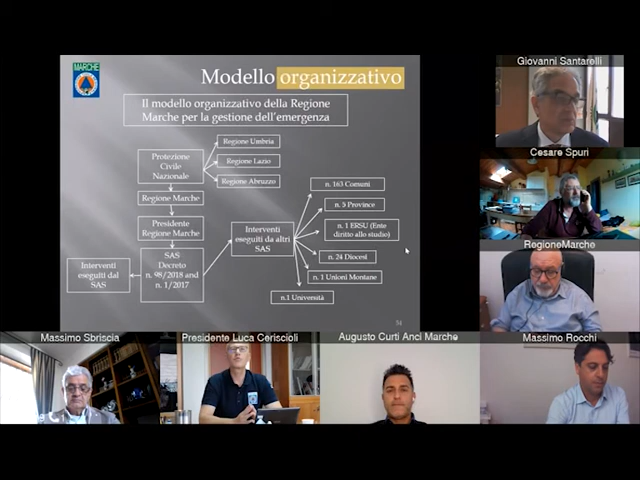 MARCHE
Modello organizzativo
Il modello organizzativo della Regione
Marche per la gestione dell'emergenza
Protezione
Civile
Nazionale
Regione Umbria
Regione Lazio
Regione Abruzzo
Regione Marche
Presidente
Regione Marche
SAS
Decreto
n. 98/2018 and
n. 1/2017
Interventi
eseguiti dal
SAS
Interventi
eseguiti da altri
SAS
n. 163 Comuni
n. 5 Province
n. 1 ERSU (Ente
diritto allo studio)
n. 24 Diocesi
n. 1 Unioni Montane
n.1 Università
34
Giovanni Santarelli
Cesare Spuri
RegioneMarche
Massimo Sbriscia
Presidente Luca Ceriscioli
Augusto Curti Anci Marche
Massimo Rocchi